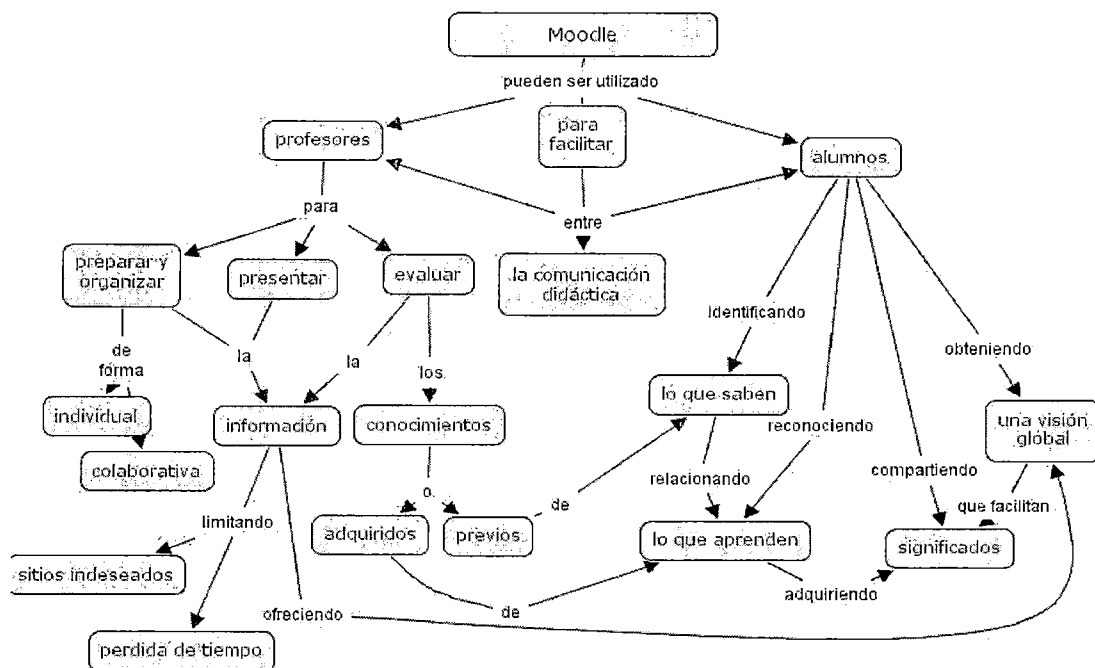 Moodle
pueden ser utilizado
profesores
para
facilitar
alumnos
para
entre
preparar y
organizar
presentar
evaluar
la comunicación
didáctica
Identificando
obteniendo
de
forma
la
la
los
individual
información
conocimientos
lo que saben
una visión
global
reconociendo
colaborativa
relacionando
compartiendo
limitando
o
de
que facilitan
adquiridos
previos
lo que aprenden
significados
sitios indeseados
adquiriendo
ofreciendo
de
perdida de tiempo